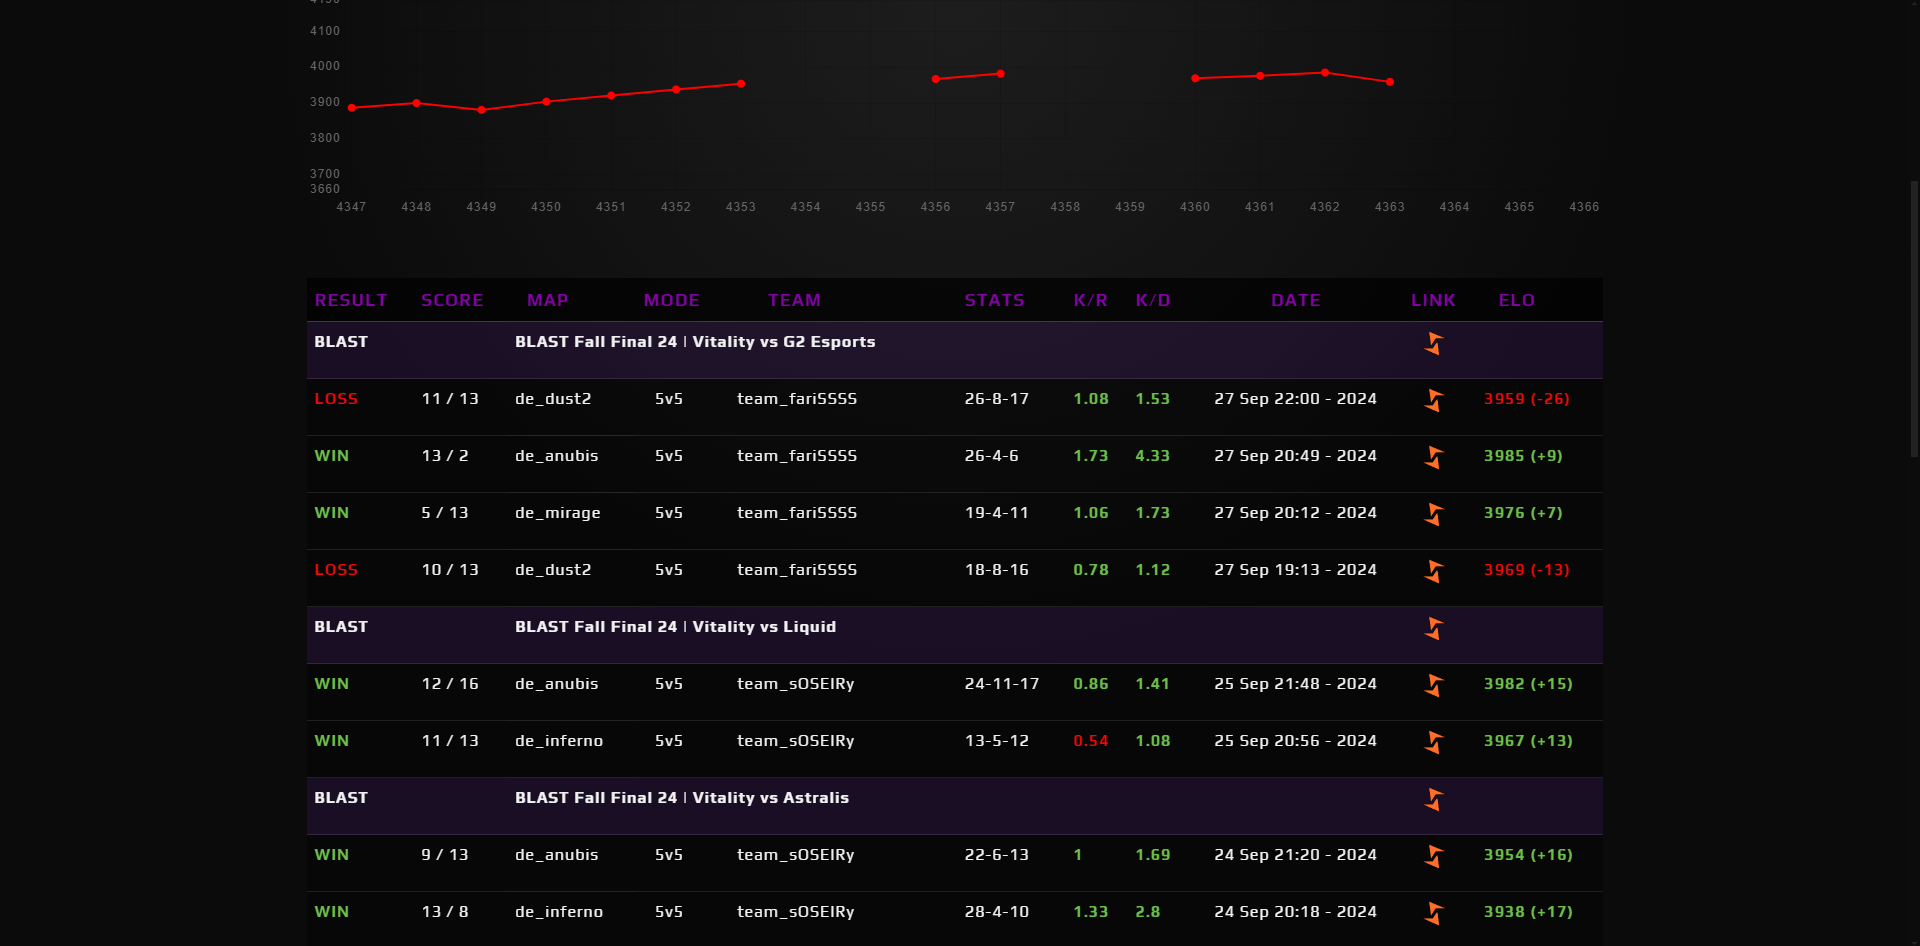 4100
4000
3900
3800
3700
3660
4347 4348 4349 4350 4351 4352 4353 4354 4355 4356 4357 4358 4359 4360 4361 4362 4363 4364 4365 4366
RESULT SCORE MAP MODE TEAM STATS K/R K/D DATE LINK ELO
BLAST BLAST Fall Final 24 | Vitality vs G2 Esports
LOSS 11 / 13 de_dust2 5v5 team_fariSSSS 26-8-17 1.08 1.53 27 Sep 22:00 - 2024 3959 (-26)
WIN 13 / 2 de_anubis 5v5 team_fariSSSS 26-4-6 1.73 4.33 27 Sep 20:49 - 2024 3985 (+9)
WIN 5 / 13 de_mirage 5v5 team_fariSSSS 19-4-11 1.06 1.73 27 Sep 20:12 - 2024 3976 (+7)
LOSS 10 / 13 de_dust2 5v5 team_fariSSSS 18-8-16 0.78 1.12 27 Sep 19:13 - 2024 3969 (-13)
BLAST BLAST Fall Final 24 | Vitality vs Liquid
WIN 12 / 16 de_anubis 5v5 team_sOSEIRy 24-11-17 0.86 1.41 25 Sep 21:48 - 2024 3982 (+15)
WIN 11 / 13 de_inferno 5v5 team_sOSEIRy 13-5-12 0.54 1.08 25 Sep 20:56 - 2024 3967 (+13)
BLAST BLAST Fall Final 24 | Vitality vs Astralis
WIN 9 / 13 de_anubis 5v5 team_sOSEIRy 22-6-13 1 1.69 24 Sep 21:20 - 2024 3954 (+16)
WIN 13 / 8 de_inferno 5v5 team_sOSEIRy 28-4-10 1.33 2.8 24 Sep 20:18 - 2024 3938 (+17)